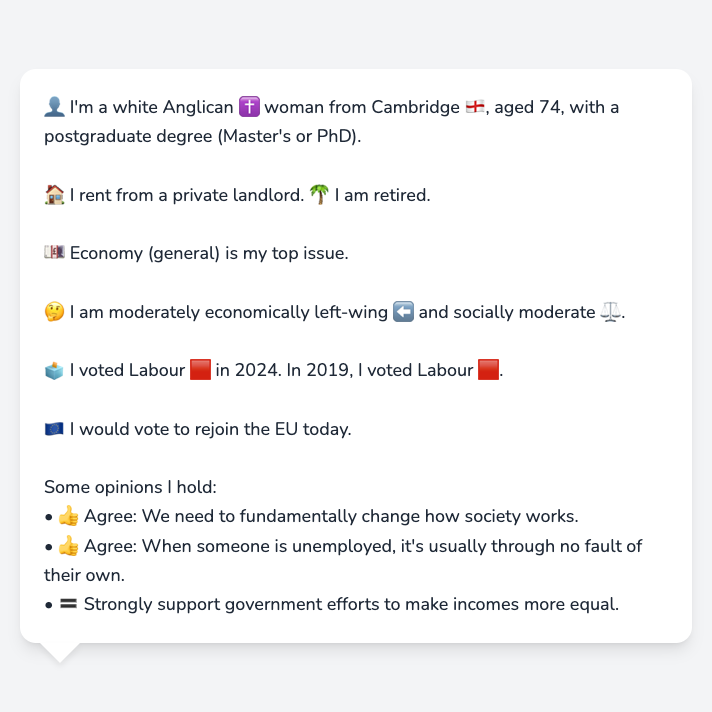 👤 I'm a white Anglican ✝️ woman from Cambridge 🏴󠁧󠁢󠁥󠁮󠁧󠁿, aged 74, with a
postgraduate degree (Master's or PhD).
🏠 I rent from a private landlord. 🌴 I am retired.
💷 Economy (general) is my top issue.
🤔 I am moderately economically left-wing ⬅️ and socially moderate ⚖️.
🗳️ I voted Labour 🟥 in 2024. In 2019, I voted Labour 🟥.
🇪🇺 I would vote to rejoin the EU today.
Some opinions I hold:
• 👍 Agree: We need to fundamentally change how society works.
• 👍 Agree: When someone is unemployed, it's usually through no fault of
their own.
• 🟰 Strongly support government efforts to make incomes more equal.